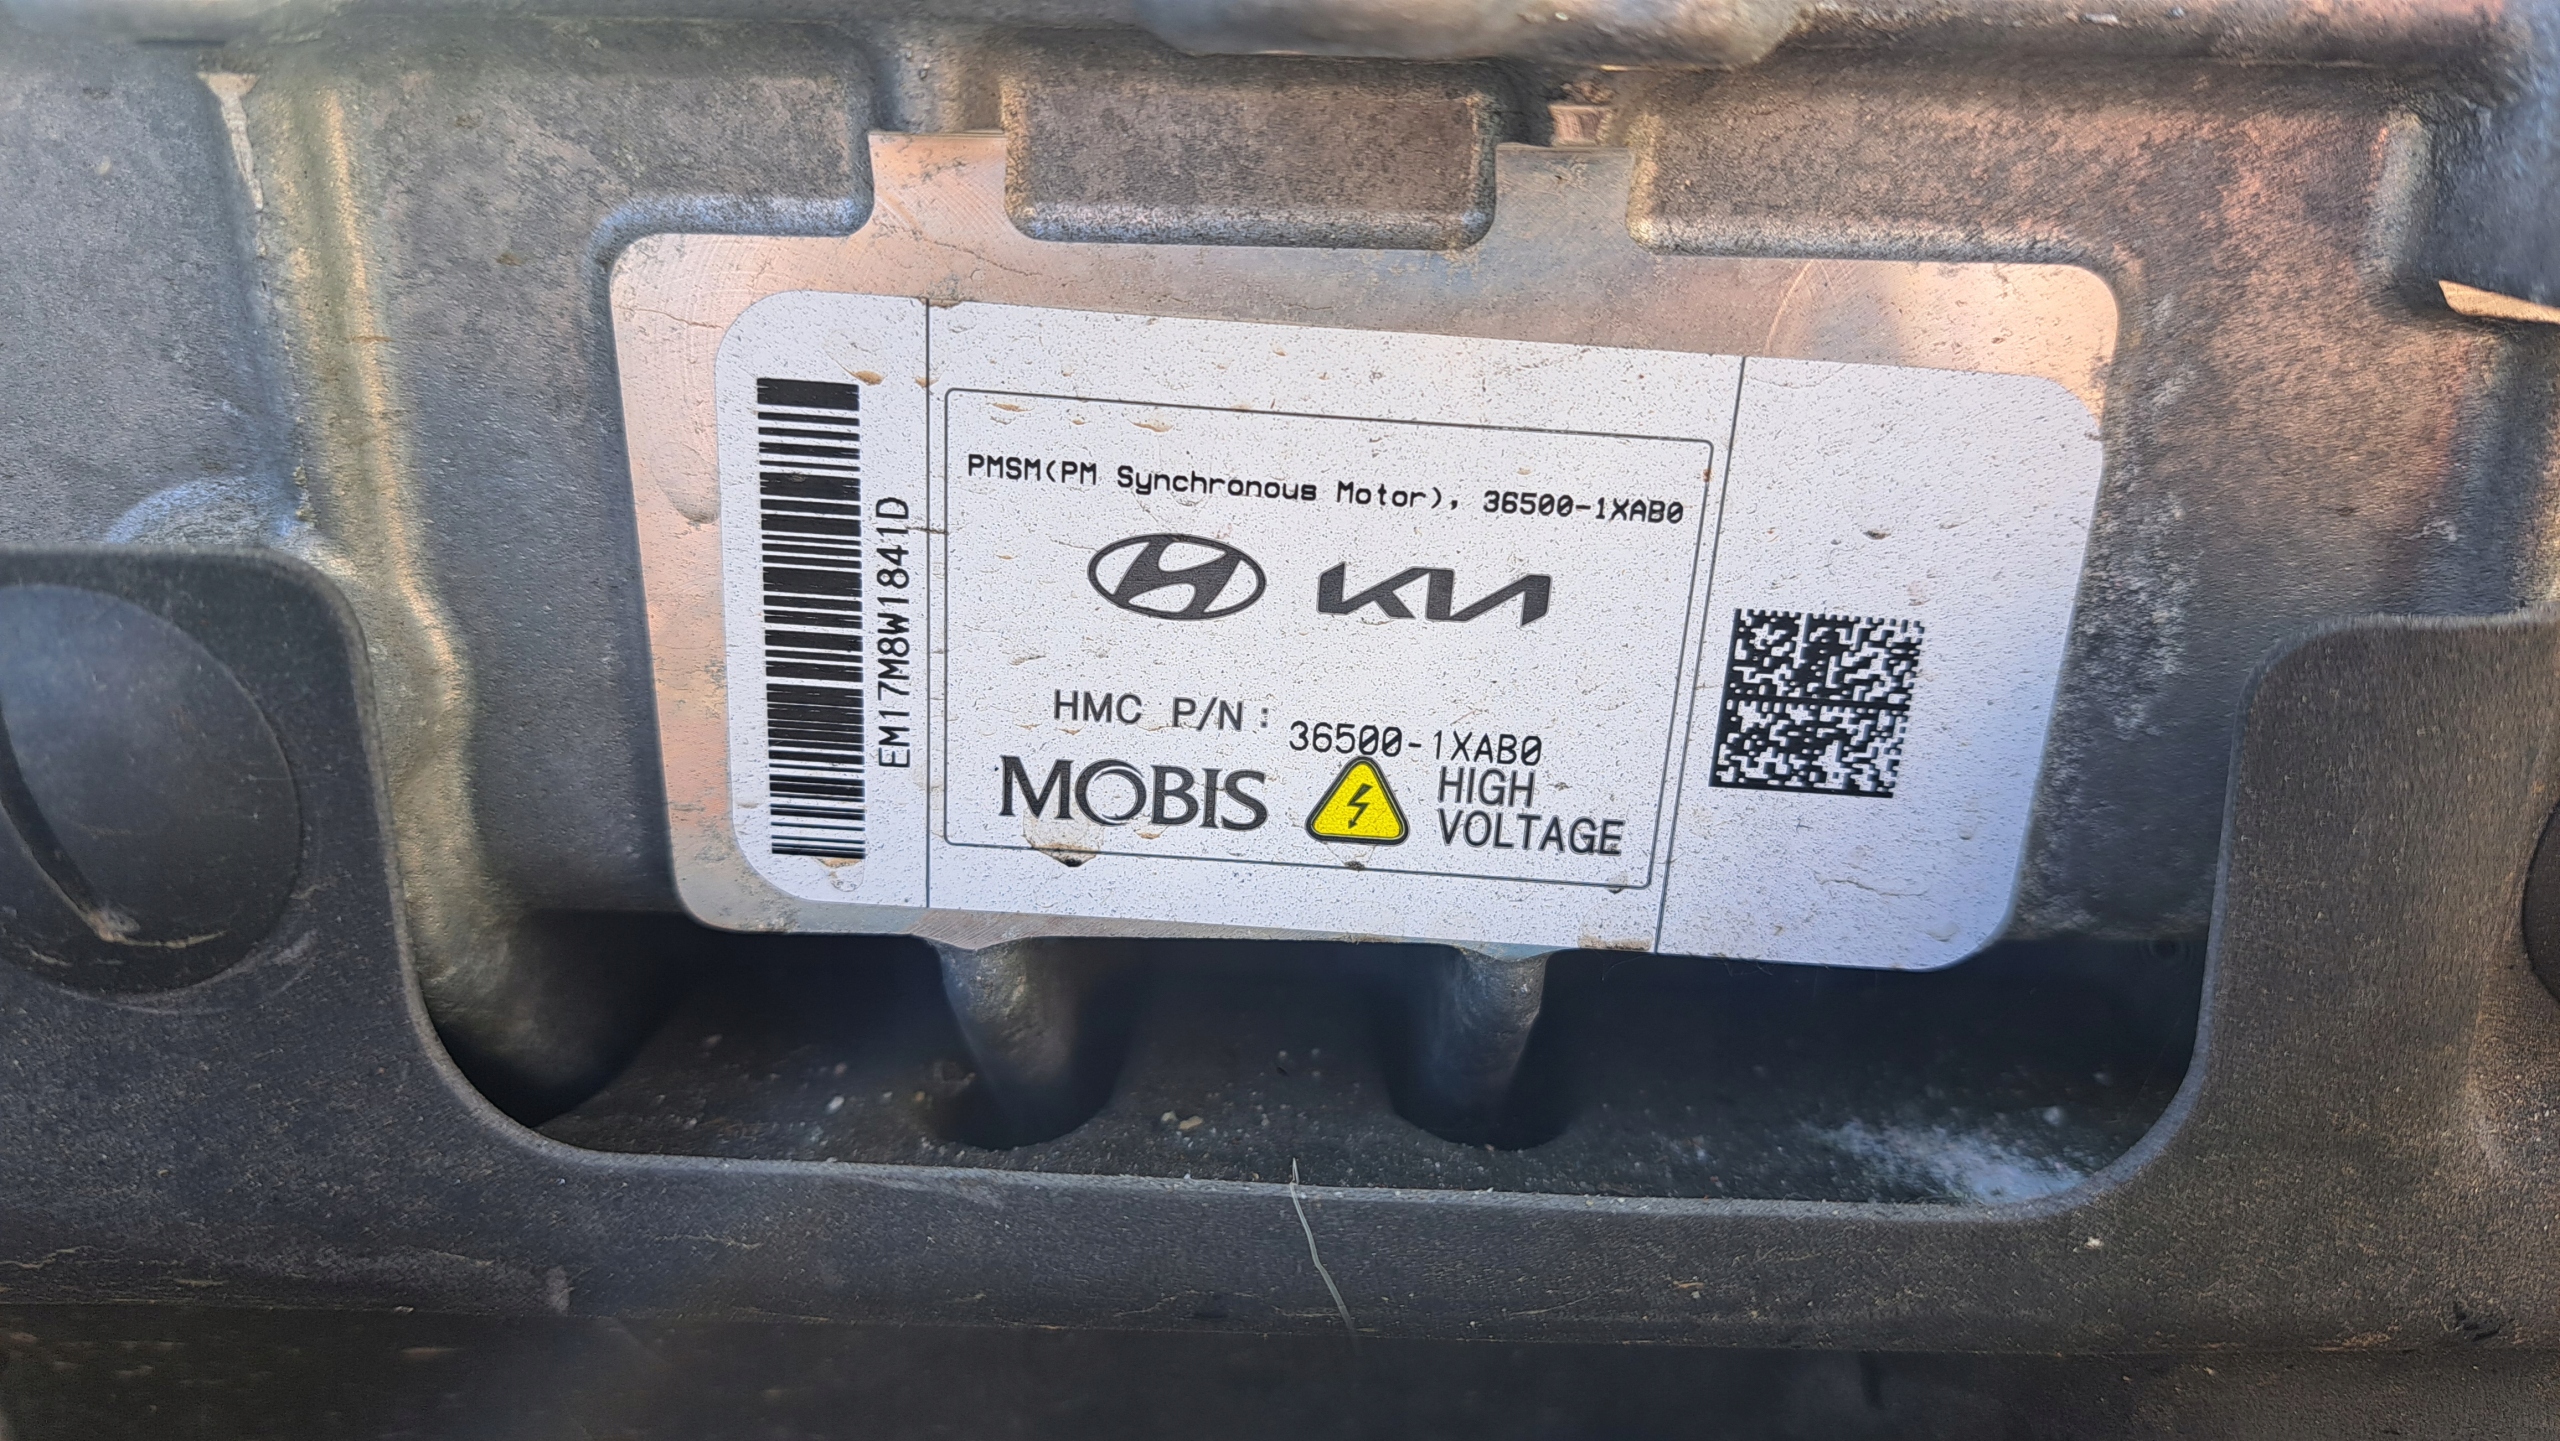 EM17M8W1841D
PMSM(PM Synchronous Motor), 36500-1XAB0
KIA
HMC P/N: 36500-1XAB0
MOBIS
HIGH
VOLTAGE